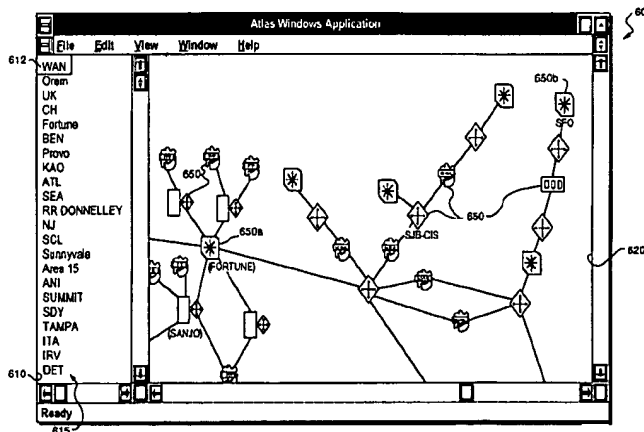 Atlas Windows Application
60
File Edit View Window Help
612
WAN
Orem
UK
CH
Fortune
BEN
Provo
KAO
ATL
SEA
RR DONNELLEY
NJ
SCL
Sunnyvale
Area 15
ANI
SUMMIT
SDY
TAMPA
ITA
IRV
DET
610
615
650b
SFO
650
650
SJB-CIS
650a
(FORTUNE)
620
(SANJO)
Ready